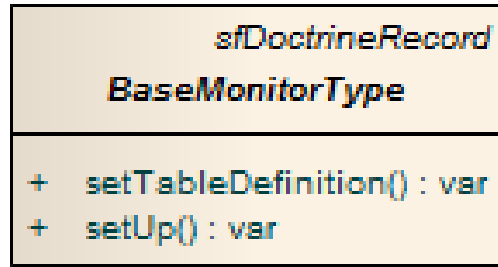 sfDoctrineRecord
BaseMonitorType
+ setTableDefinition() : var
+ setUp() : var